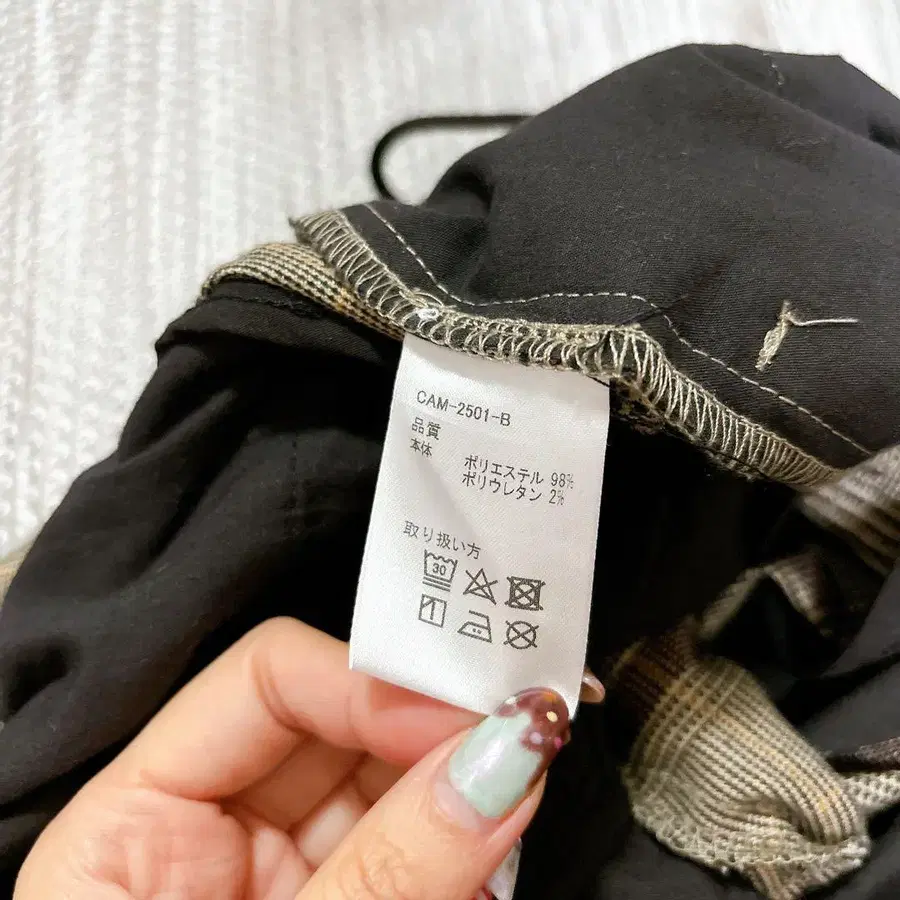 CAM-2501-B
品質
本体
ポリエステル 98%
ポリウレタン 2%
取り扱い方
30